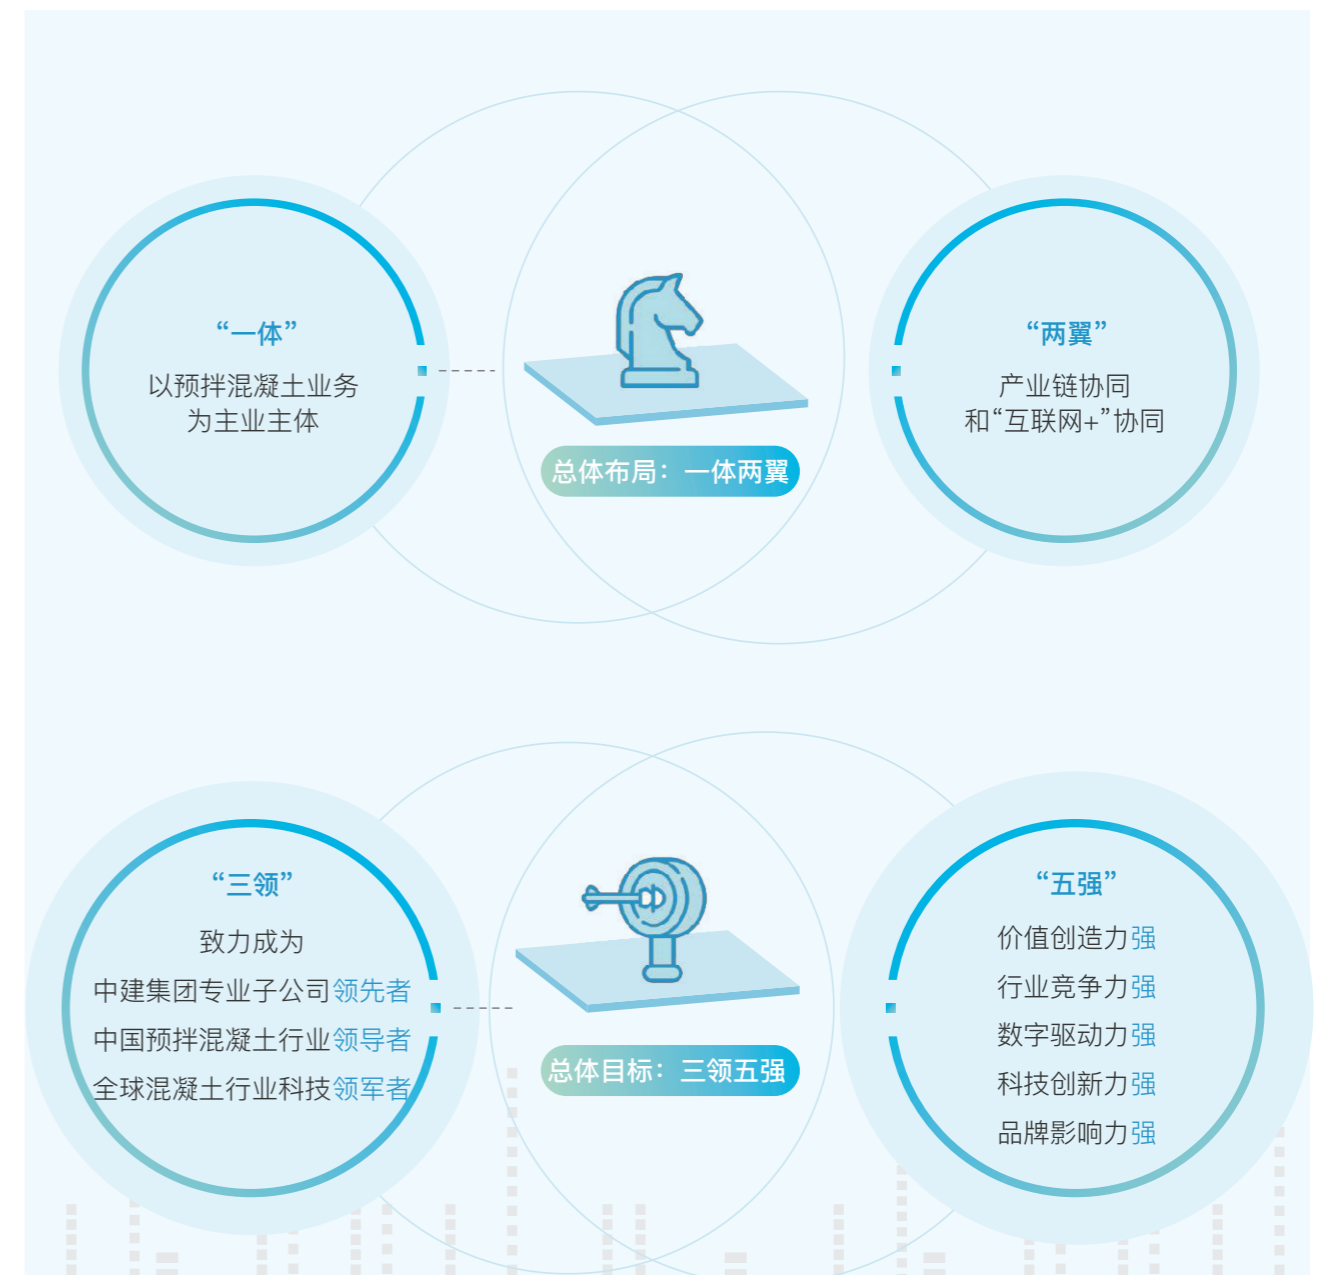 “一体”
以预拌混凝土业务
为主业主体
总体布局：一体两翼
“两翼”
产业链协同
和“互联网+”协同
“三领”
致力成为
中建集团专业子公司领先者
中国预拌混凝土行业领导者
全球混凝土行业科技领军者
总体目标：三领五强
“五强”
价值创造力强
行业竞争力强
数字驱动力强
科技创新力强
品牌影响力强